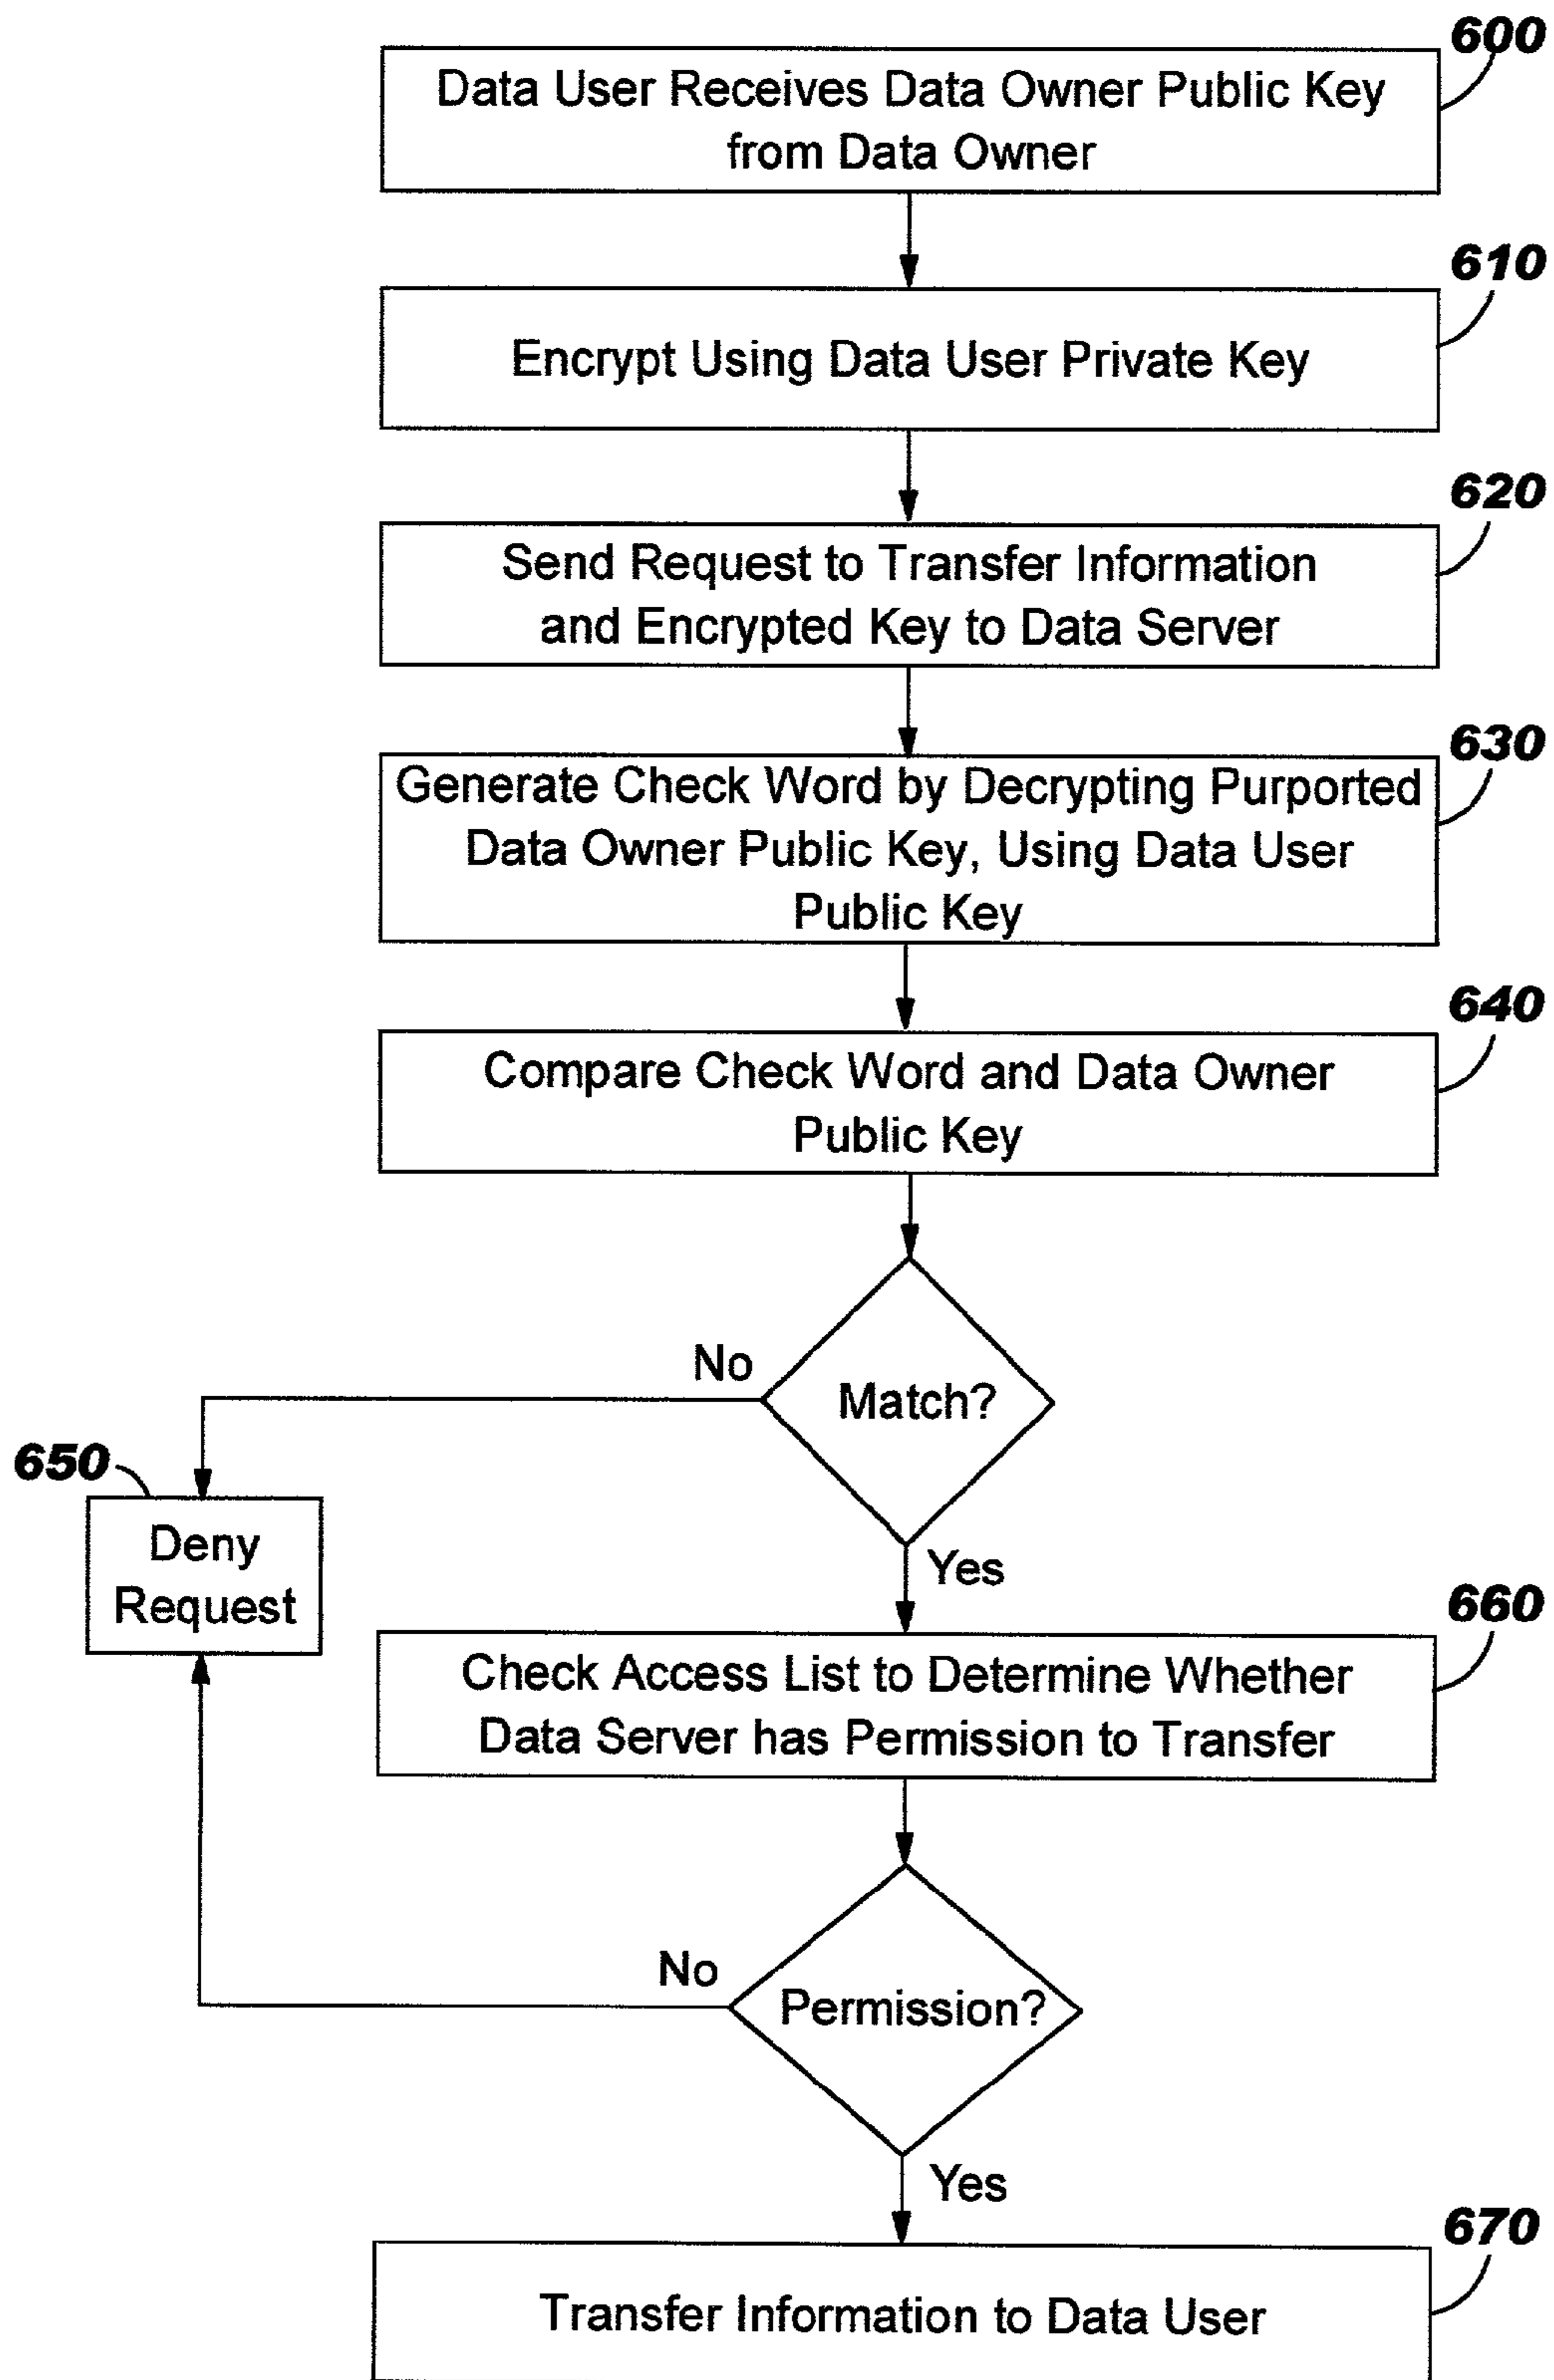 600
Data User Receives Data Owner Public Key
from Data Owner
610
Encrypt Using Data User Private Key
620
Send Request to Transfer Information
and Encrypted Key to Data Server
630
Generate Check Word by Decrypting Purported
Data Owner Public Key, Using Data User
Public Key
640
Compare Check Word and Data Owner
Public Key
No
Match?
650
Deny
Request
Yes
660
Check Access List to Determine Whether
Data Server has Permission to Transfer
No
Permission?
Yes
670
Transfer Information to Data User